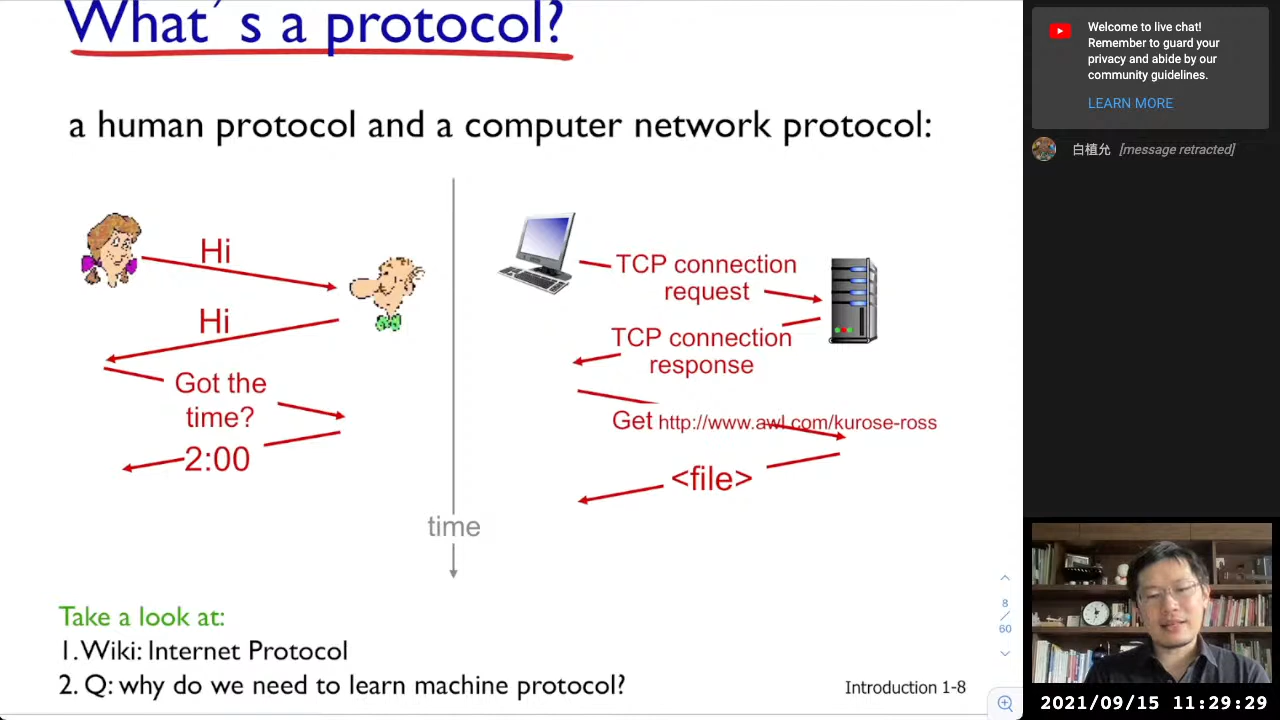 What's a protocol?
a human protocol and a computer network protocol:
Hi
Hi
Got the
time?
2:00
TCP connection
request
TCP connection
response
Get http://www.awl.com/kurose-ross
<file>
time
Take a look at:
1. Wiki: Internet Protocol
2. Q: why do we need to learn machine protocol?
Introduction 1-8
8
/
60
Welcome to live chat!
Remember to guard your
privacy and abide by our
community guidelines.
LEARN MORE
白植允 [message retracted]
2021/09/15 11:29:29